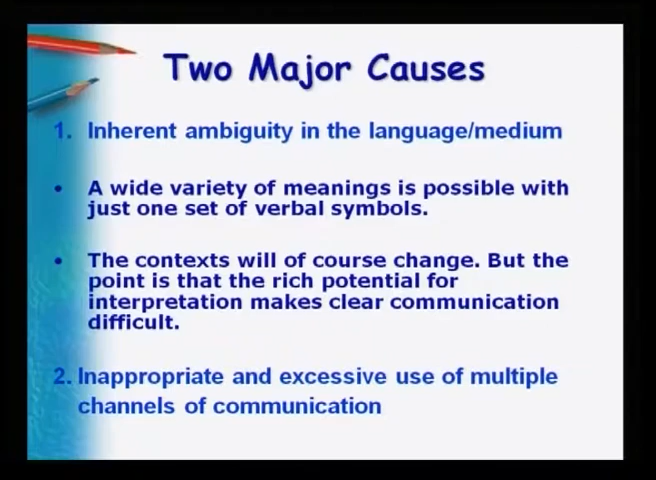 Two Major Causes
1. Inherent ambiguity in the language/medium
• A wide variety of meanings is possible with
just one set of verbal symbols.
• The contexts will of course change. But the
point is that the rich potential for
interpretation makes clear communication
difficult.
2. Inappropriate and excessive use of multiple
channels of communication